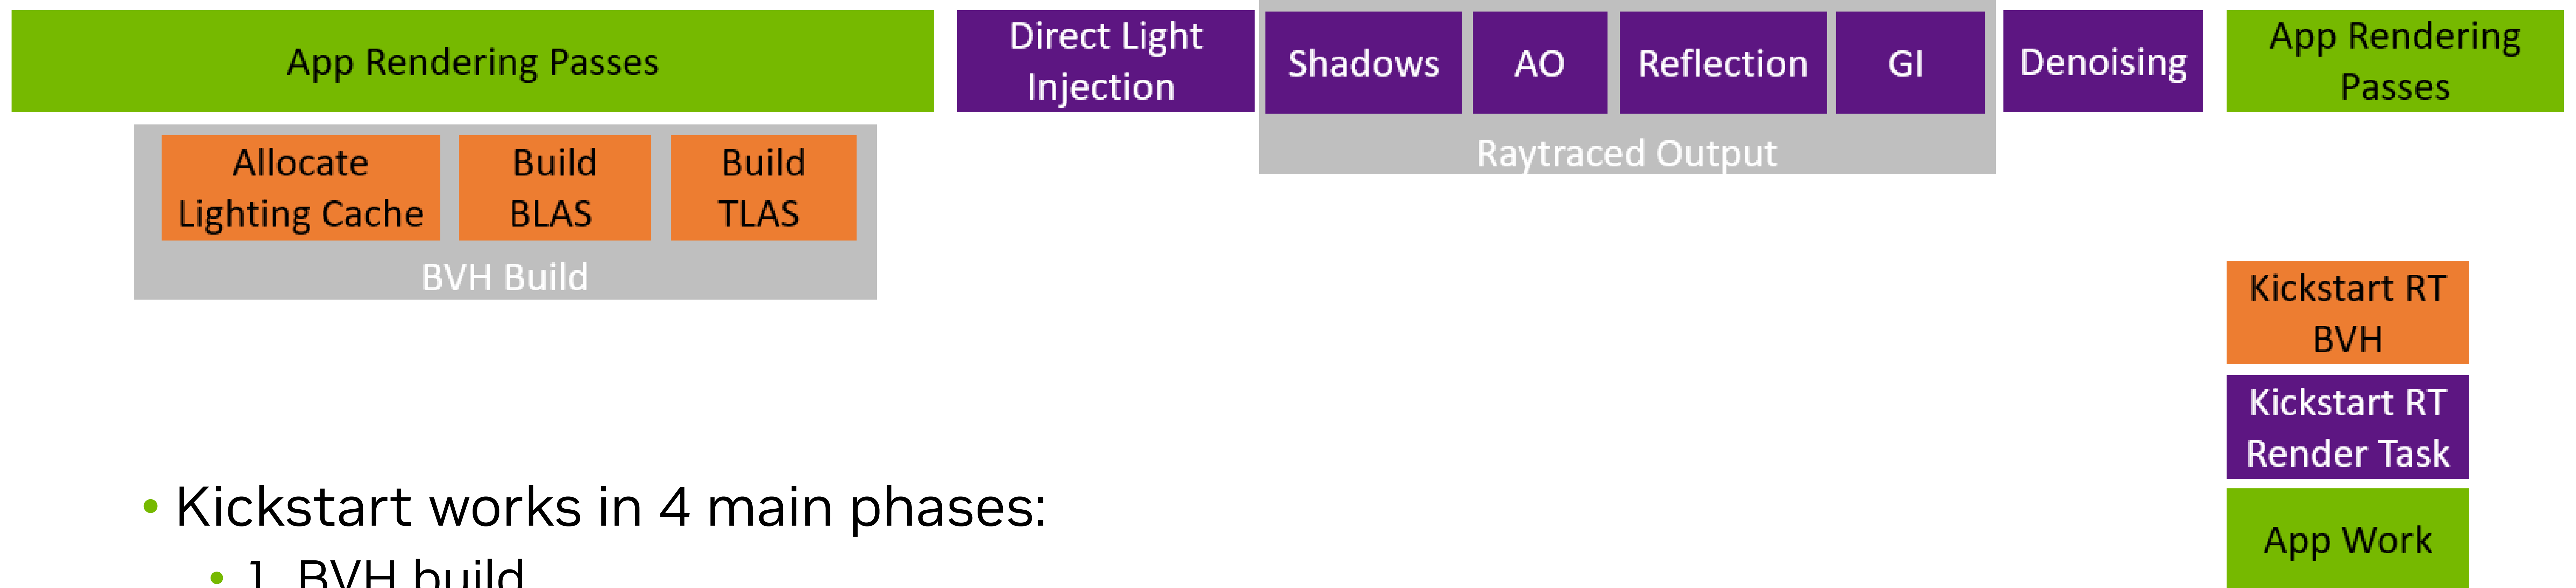 App Rendering Passes
Direct Light
Injection
Shadows
AO
Reflection
GI
Denoising
App Rendering
Passes
Raytraced Output
Allocate
Lighting Cache
Build
BLAS
Build
TLAS
BVH Build
Kickstart RT
BVH
Kickstart RT
Render Task
App Work
• Kickstart works in 4 main phases:
• 1. BVH build